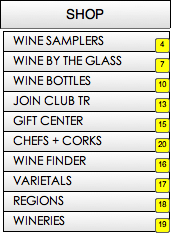 SHOP
WINE SAMPLERS 4
WINE BY THE GLASS 7
WINE BOTTLES 10
JOIN CLUB TR 13
GIFT CENTER 15
CHEFS + CORKS 20
WINE FINDER 16
VARIETALS 17
REGIONS 18
WINERIES 19